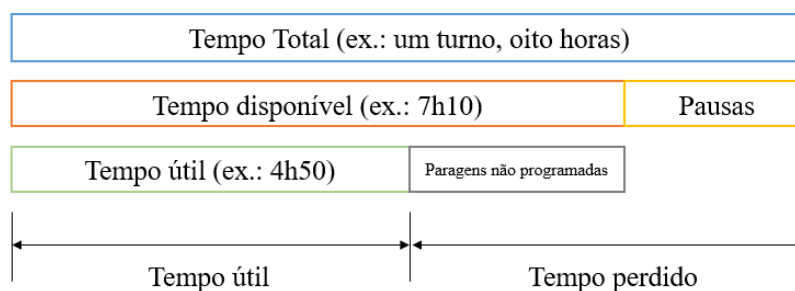 Tempo Total (ex.: um turno, oito horas)
Tempo disponível (ex.: 7h10) Pausas
Tempo útil (ex.: 4h50) Paragens não programadas
Tempo útil Tempo perdido